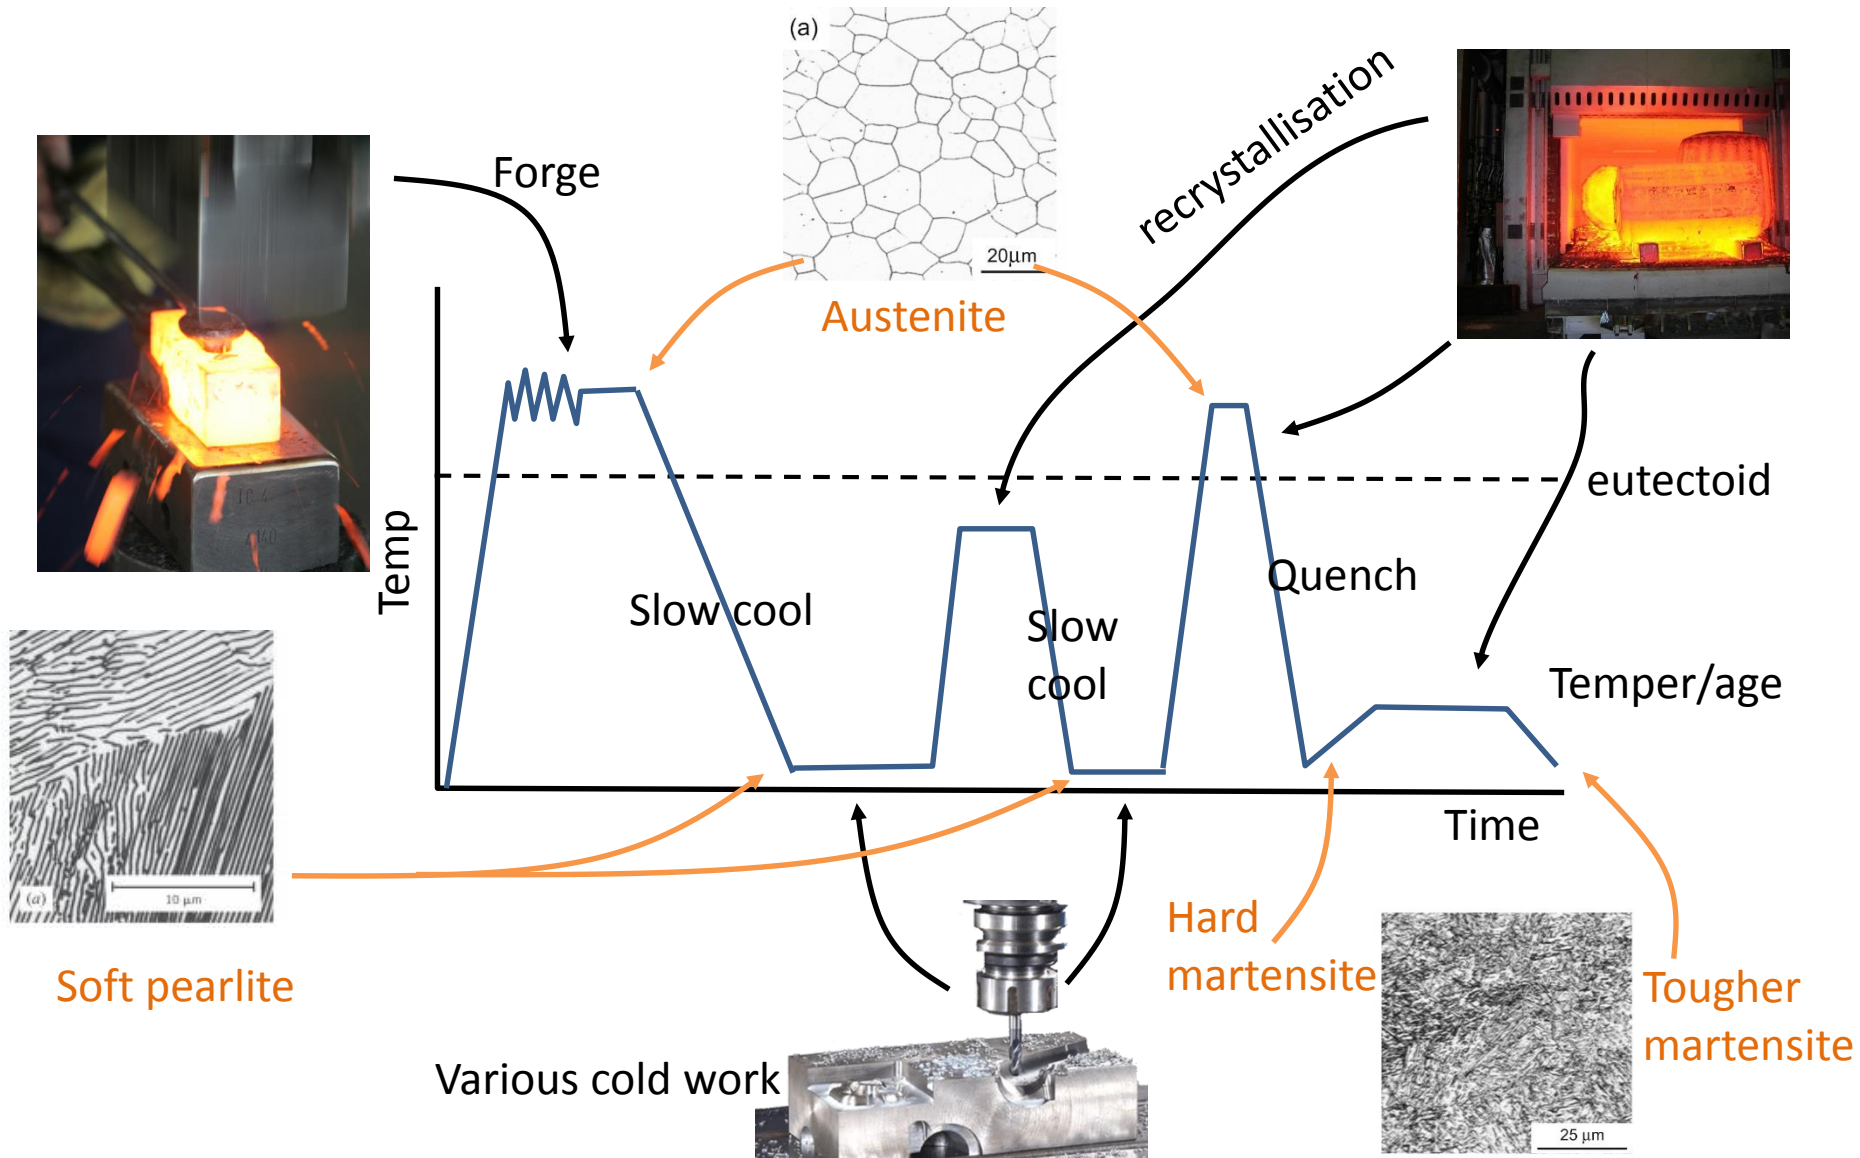 (a)
20µm
recrystallisation
Forge
Austenite
eutectoid
Temp
Quench
Slow cool
Slow
cool
Temper/age
Time
(a)
10 µm
Soft pearlite
Hard
martensite
Tougher
martensite
Various cold work
25 µm